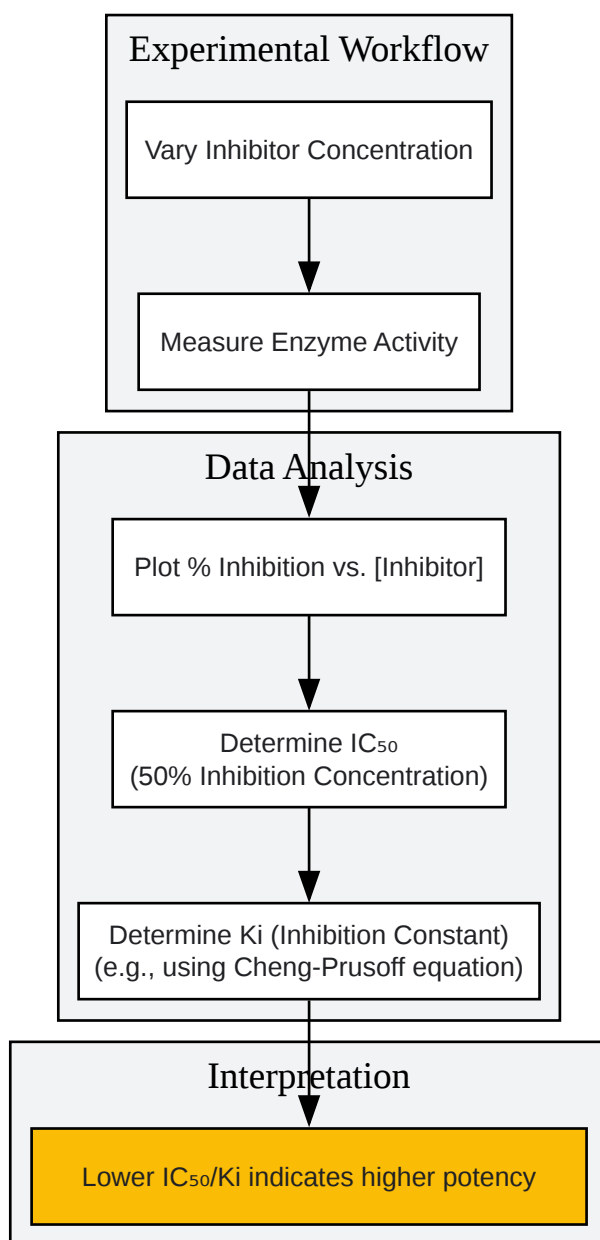 Experimental Workflow
Vary Inhibitor Concentration
Measure Enzyme Activity
Data Analysis
Plot % Inhibition vs. [Inhibitor]
Determine IC₅₀
(50% Inhibition Concentration)
Determine Ki (Inhibition Constant)
(e.g., using Cheng-Prusoff equation)
Interpretation
Lower IC₅₀/Ki indicates higher potency